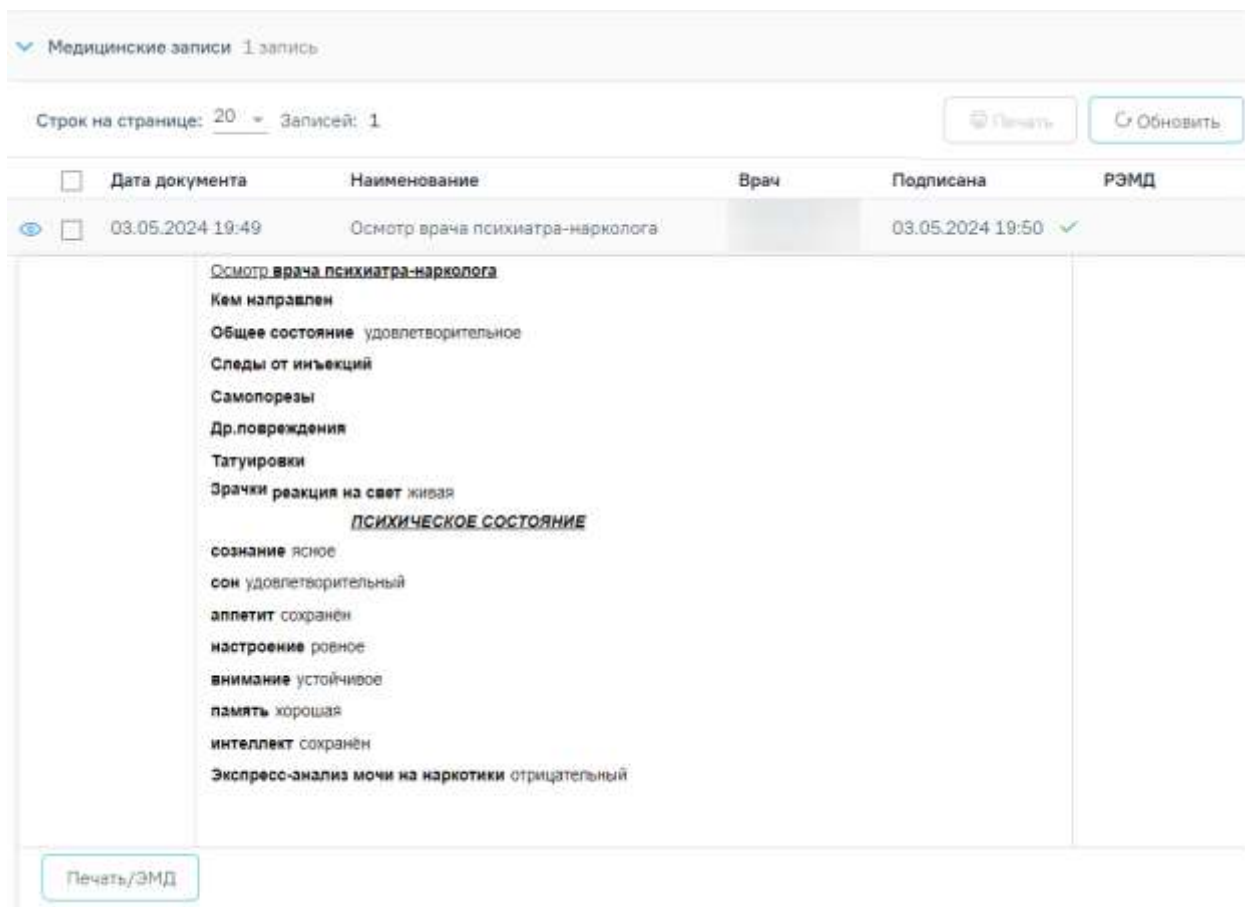 Медицинские записи 1 запись
Строк на странице: 20 Записей: 1 Печать Обновить
Дата документа Наименование Врач Подписана РЭМД
03.05.2024 19:49 Осмотр врача психиатра-нарколога 03.05.2024 19:50
Осмотр врача психиатра-нарколога
Кем направлен
Общее состояние удовлетворительное
Следы от инъекций
Самопорезы
Др.повреждения
Татуировки
Зрачки реакция на свет живая
ПСИХИЧЕСКОЕ СОСТОЯНИЕ
сознание ясное
сон удовлетворительный
аппетит сохранён
настроение ровное
внимание устойчивое
память хорошая
интеллект сохранён
Экспресс-анализ мочи на наркотики отрицательный
Печать/ЭМД